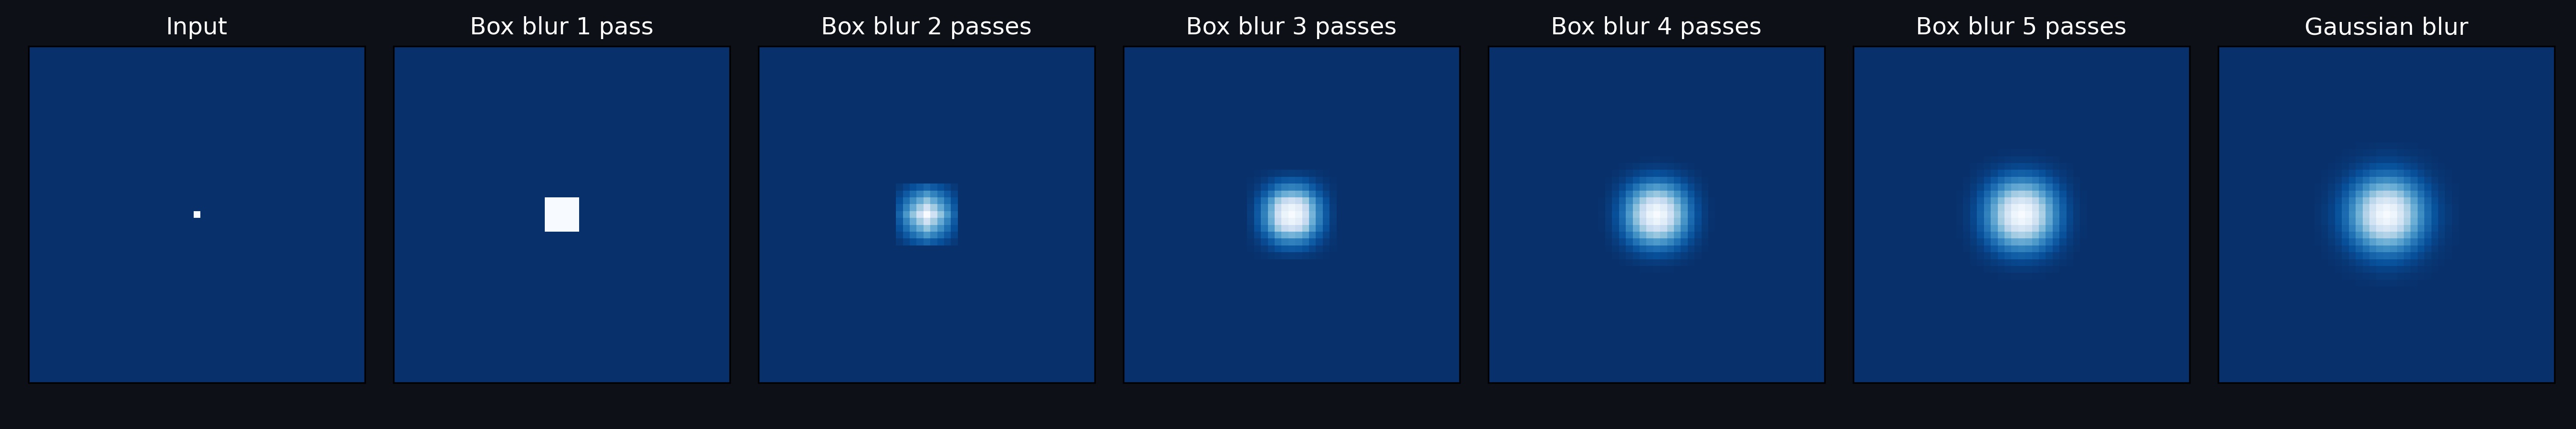 Input
Box blur 1 pass
Box blur 2 passes
Box blur 3 passes
Box blur 4 passes
Box blur 5 passes
Gaussian blur